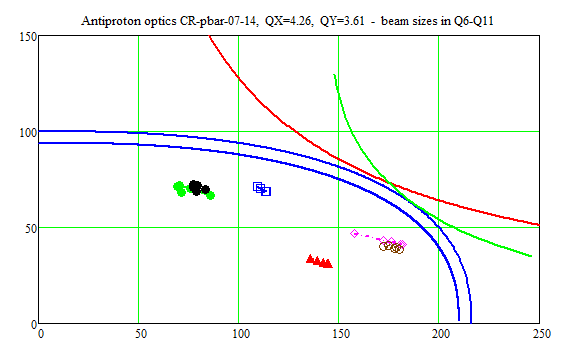 Antiproton optics CR-pbar-07-14, QX=4.26, QY=3.61 - beam sizes in Q6-Q11
150
100
50
0
0 50 100 150 200 250